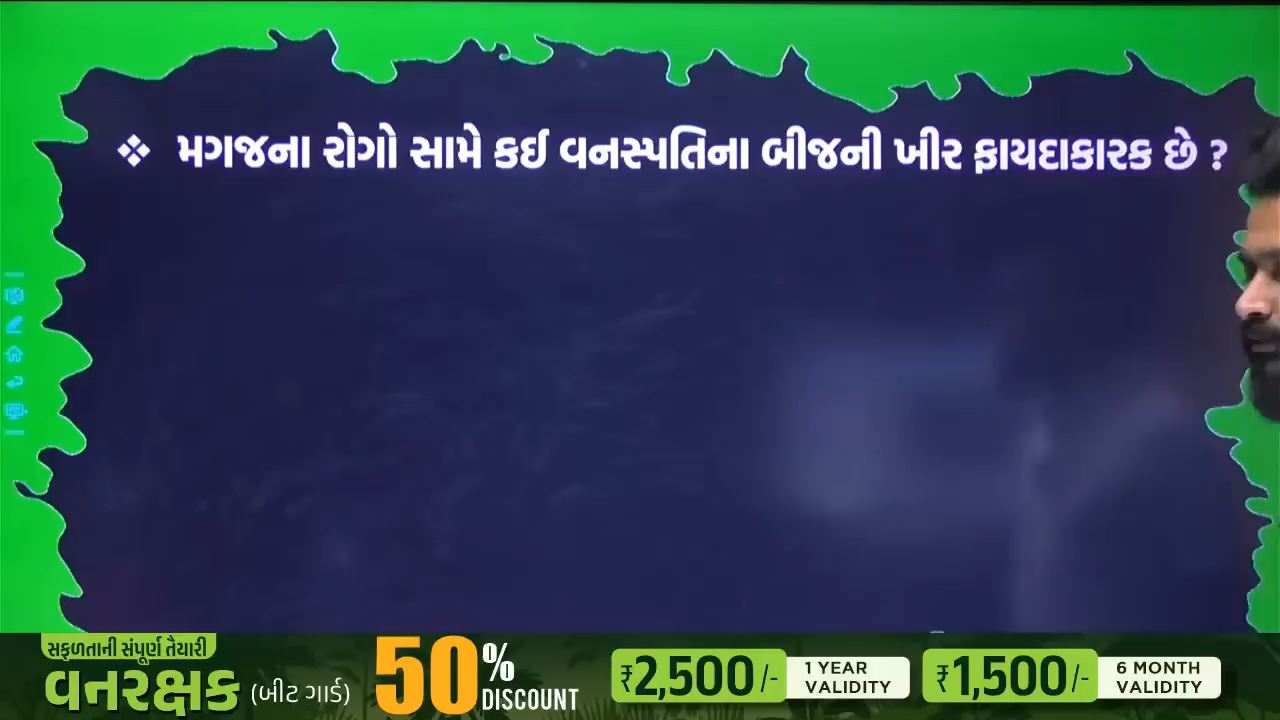 ❖ મગજના રોગો સામે કઈ વનસ્પતિના બીજની ખીર ફાયદાકારક છે ?
સફળતાની સંપૂર્ણ તૈયારી
વનરક્ષક (બીટ ગાર્ડ)
50% DISCOUNT
₹2,500/- 1 YEAR VALIDITY
₹1,500/- 6 MONTH VALIDITY